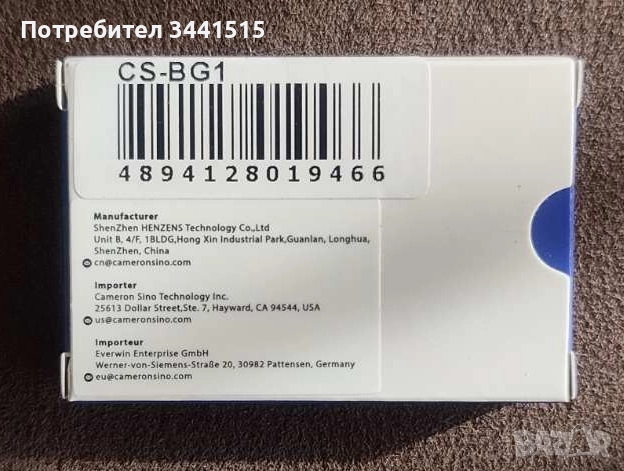 Потребител 3441515
CS-BG1
4894128019466
Manufacturer
ShenZhen HENZENS Technology Co.,Ltd
Unit B, 4/F, 1BLDG,Hong Xin Industrial Park,Guanlan, Longhua,
ShenZhen, China
cn@cameronsino.com
Importer
Cameron Sino Technology Inc.
25613 Dollar Street,Ste. 7, Hayward, CA 94544, USA
us@cameronsino.com
Importeur
Everwin Enterprise GmbH
Werner-von-Siemens-Straße 20, 30982 Pattensen, Germany
eu@cameronsino.com
BAZAR